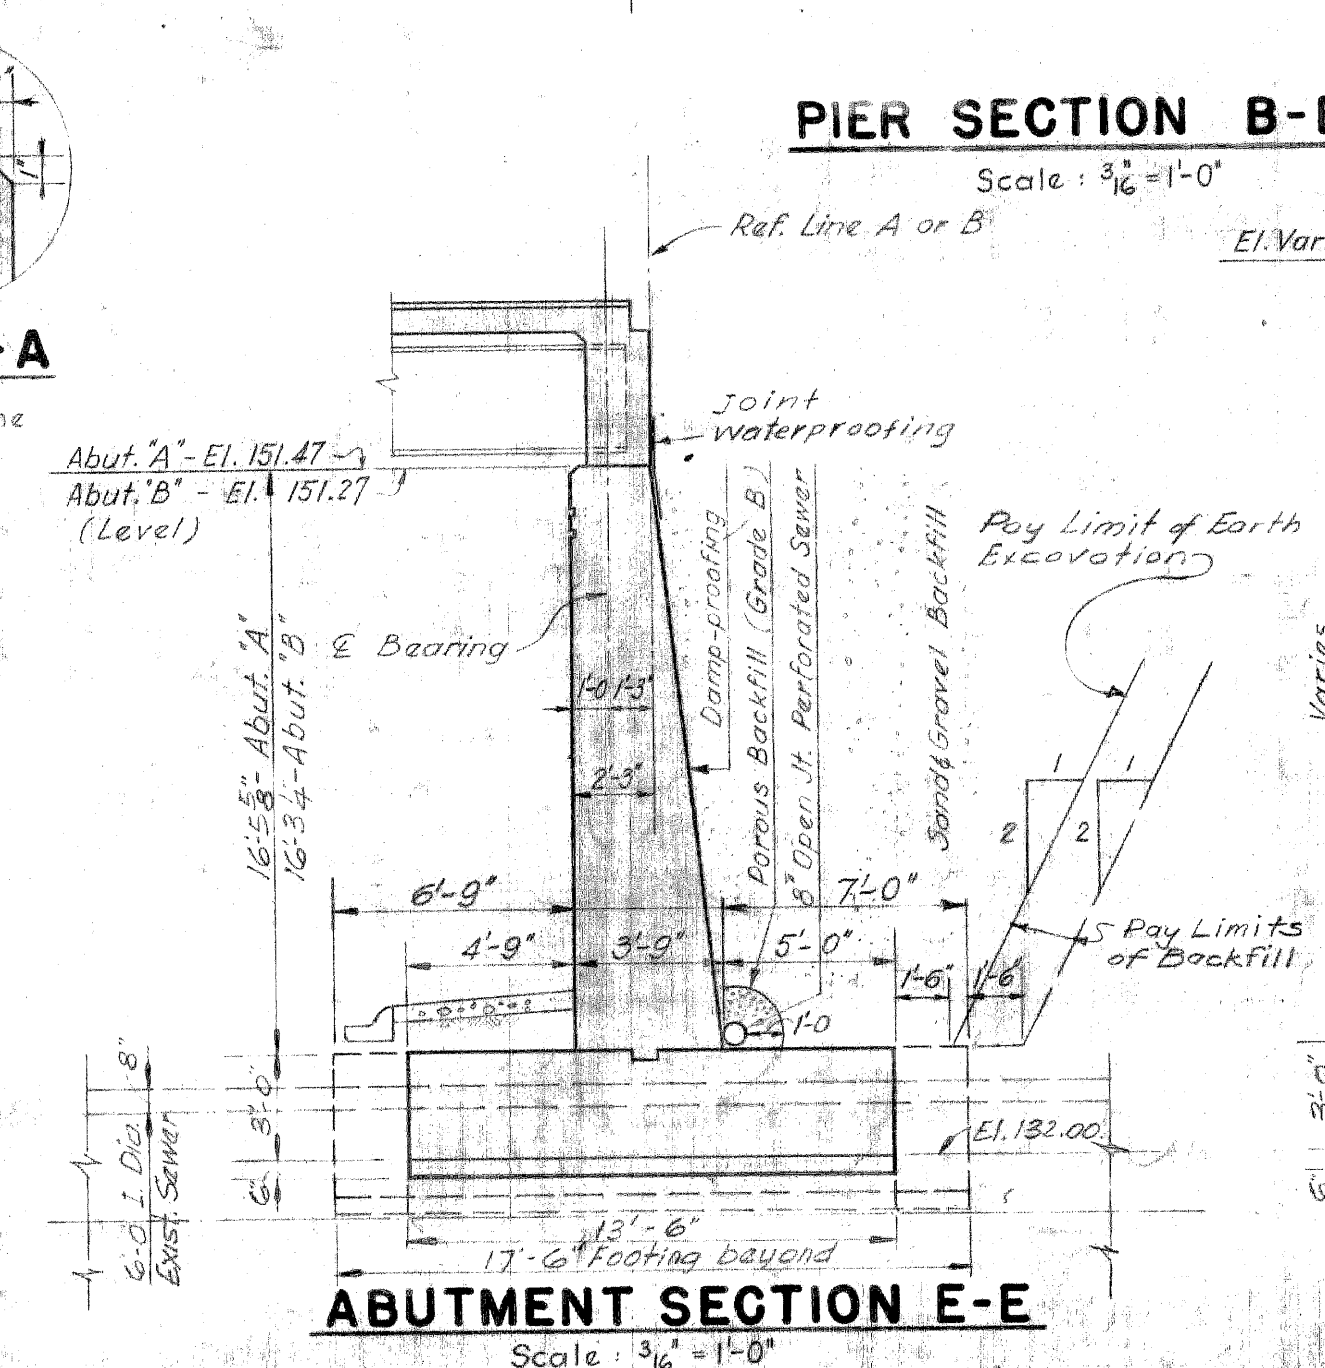 PIER SECTION B-
Scale : 3/16" = 1'-0"
Ref. Line A or B
El. Var
1"
-A
Joint
waterproofing
Abut. "A" - El. 151.47
Abut. "B" - El. 151.27
(Level)
Pay Limit of Earth
Excavation
℄ Bearing
16'-5 5/8" - Abut. "A"
16'-3 1/4 - Abut. "B"
Damp-proofing
Porous Backfill (Grade B)
8" Open Jt. Perforated Sewer
Sand & Gravel Backfill
Varies
1'-0 1'-3"
2'-3"
1 1
2 2
6'-9"
7'-0"
4'-9"
3'-9"
5'-0"
Pay Limits
of Backfill
1'-6" 1'-6"
1'-0
8"
3'-0"
6"
6'-0 I. Dia.
Exist. Sewer
El. 132.00
13'-6"
17'-6" Footing beyond
ABUTMENT SECTION E-E
Scale : 3/16" = 1'-0"